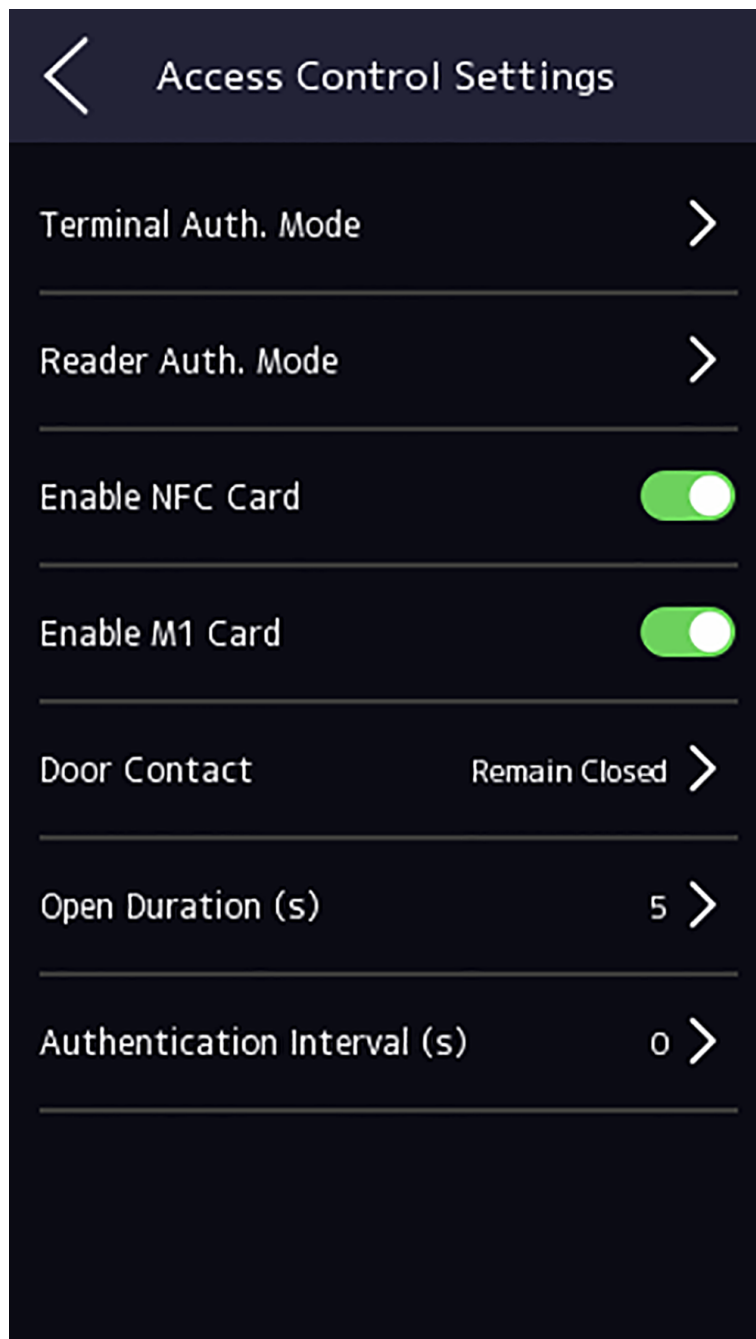 Access Control Settings
Terminal Auth. Mode
Reader Auth. Mode
Enable NFC Card
Enable M1 Card
Door Contact Remain Closed
Open Duration (s) 5
Authentication Interval (s) 0